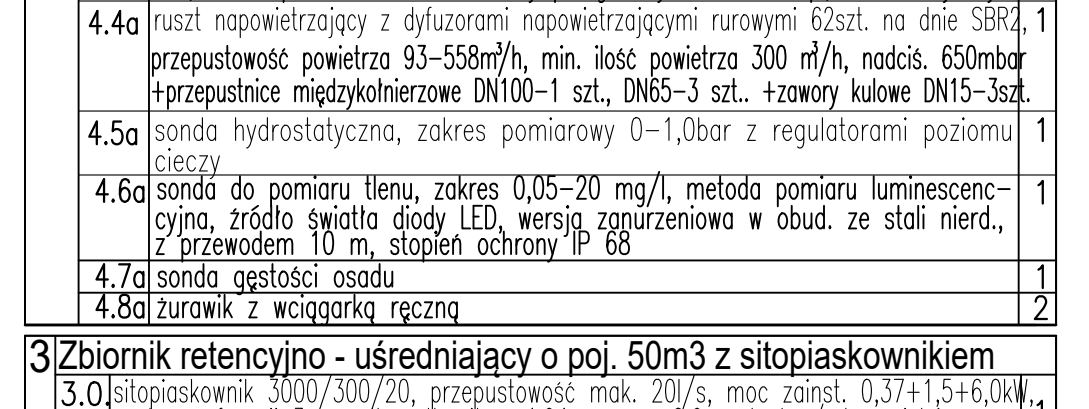 4.4a ruszt napowietrzający z dyfuzorami napowietrzającymi rurowymi 62szt. na dnie SBR2, 1
przepustowość powietrza 93-558m³/h, min. ilość powietrza 300 m³/h, nadciś. 650mbar
+przepustnice międzykołnierzowe DN100-1 szt., DN65-3 szt.. +zawory kulowe DN15-3szt.
4.5a sonda hydrostatyczna, zakres pomiarowy 0-1,0bar z regulatorami poziomu 1
cieczy
4.6a sonda do pomiaru tlenu, zakres 0,05-20 mg/l, metoda pomiaru luminescenc- 1
cyjna, źródło światła diody LED, wersja zanurzeniowa w obud. ze stali nierd.,
z przewodem 10 m, stopień ochrony IP 68
4.7a sonda gęstości osadu 1
4.8a żurawik z wciągarką ręczną 2
3 Zbiornik retencyjno - uśredniający o poj. 50m3 z sitopiaskownikiem
3.0. sitopiaskownik 3000/300/20, przepustowość mak. 20l/s, moc zainst. 0,37+1,5+6,0kW, 1